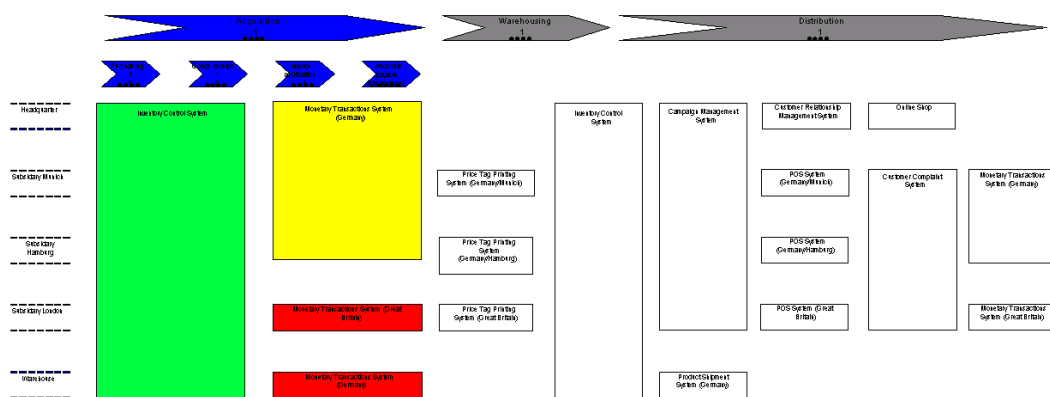 Acquisition
1
Warehousing
1
Distribution
1
Headquarter
Inventory Control System
Monetary Transactions System
(Germany)
Inventory Control
System
Campaign Management
System
Customer Relationship
Management System
Online Shop
Subsidiary Munich
Price Tag Printing
System (Germany/Munich)
POS System
(Germany/Munich)
Customer Complaint
System
Monetary Transactions
System (Germany)
Subsidiary
Hamburg
Price Tag Printing
System
(Germany/Hamburg)
POS System
(Germany/Hamburg)
Subsidiary London
Monetary Transactions System (Great
Britain)
Price Tag Printing
System (Great Britain)
POS System (Great
Britain)
Monetary Transactions
System (Great Britain)
Warehouse
Monetary Transactions System
(Germany)
Product Shipment
System (Germany)